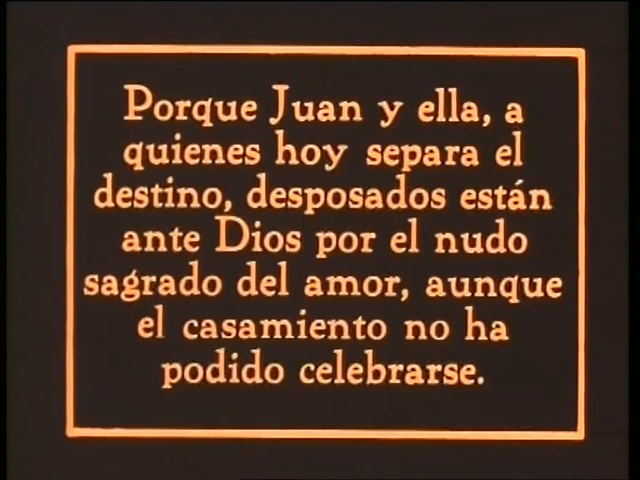 Porque Juan y ella, a
quienes hoy separa el
destino, desposados están
ante Dios por el nudo
sagrado del amor, aunque
el casamiento no ha
podido celebrarse.